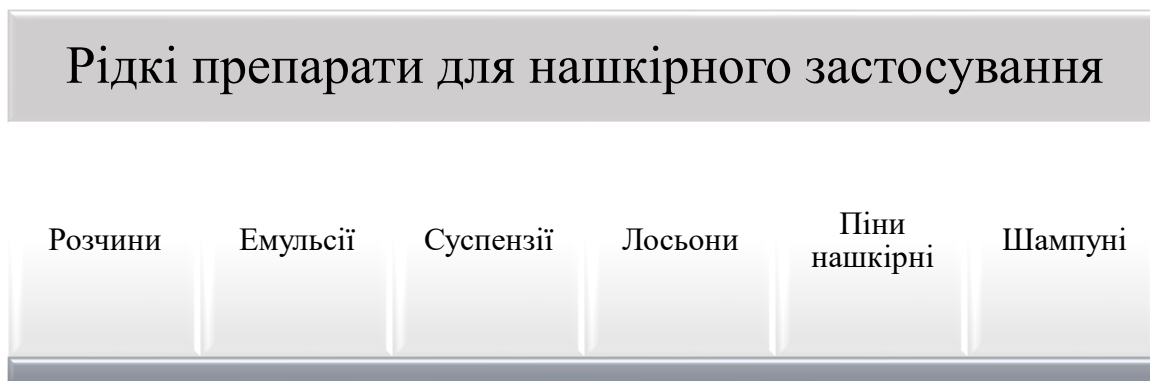 Рідкі препарати для нашкірного застосування
Розчини
Емульсії
Суспензії
Лосьони
Піни
нашкірні
Шампуні